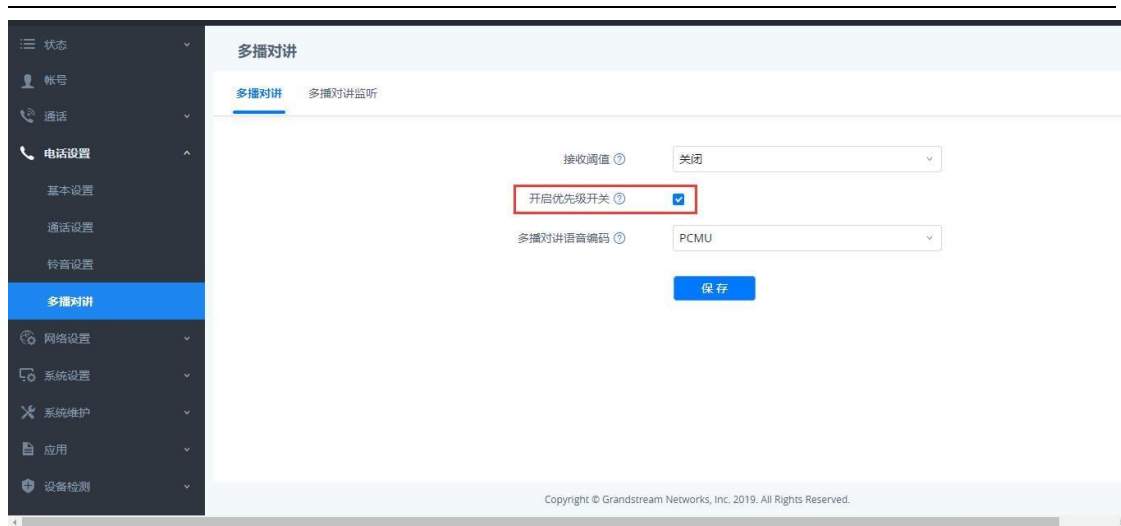 状态
帐号
通话
电话设置
基本设置
通话设置
铃音设置
多播对讲
网络设置
系统设置
系统维护
应用
设备检测
多播对讲
多播对讲 多播对讲监听
接收阈值 关闭
开启优先级开关
多播对讲语音编码 PCMU
保存
Copyright © Grandstream Networks, Inc. 2019. All Rights Reserved.